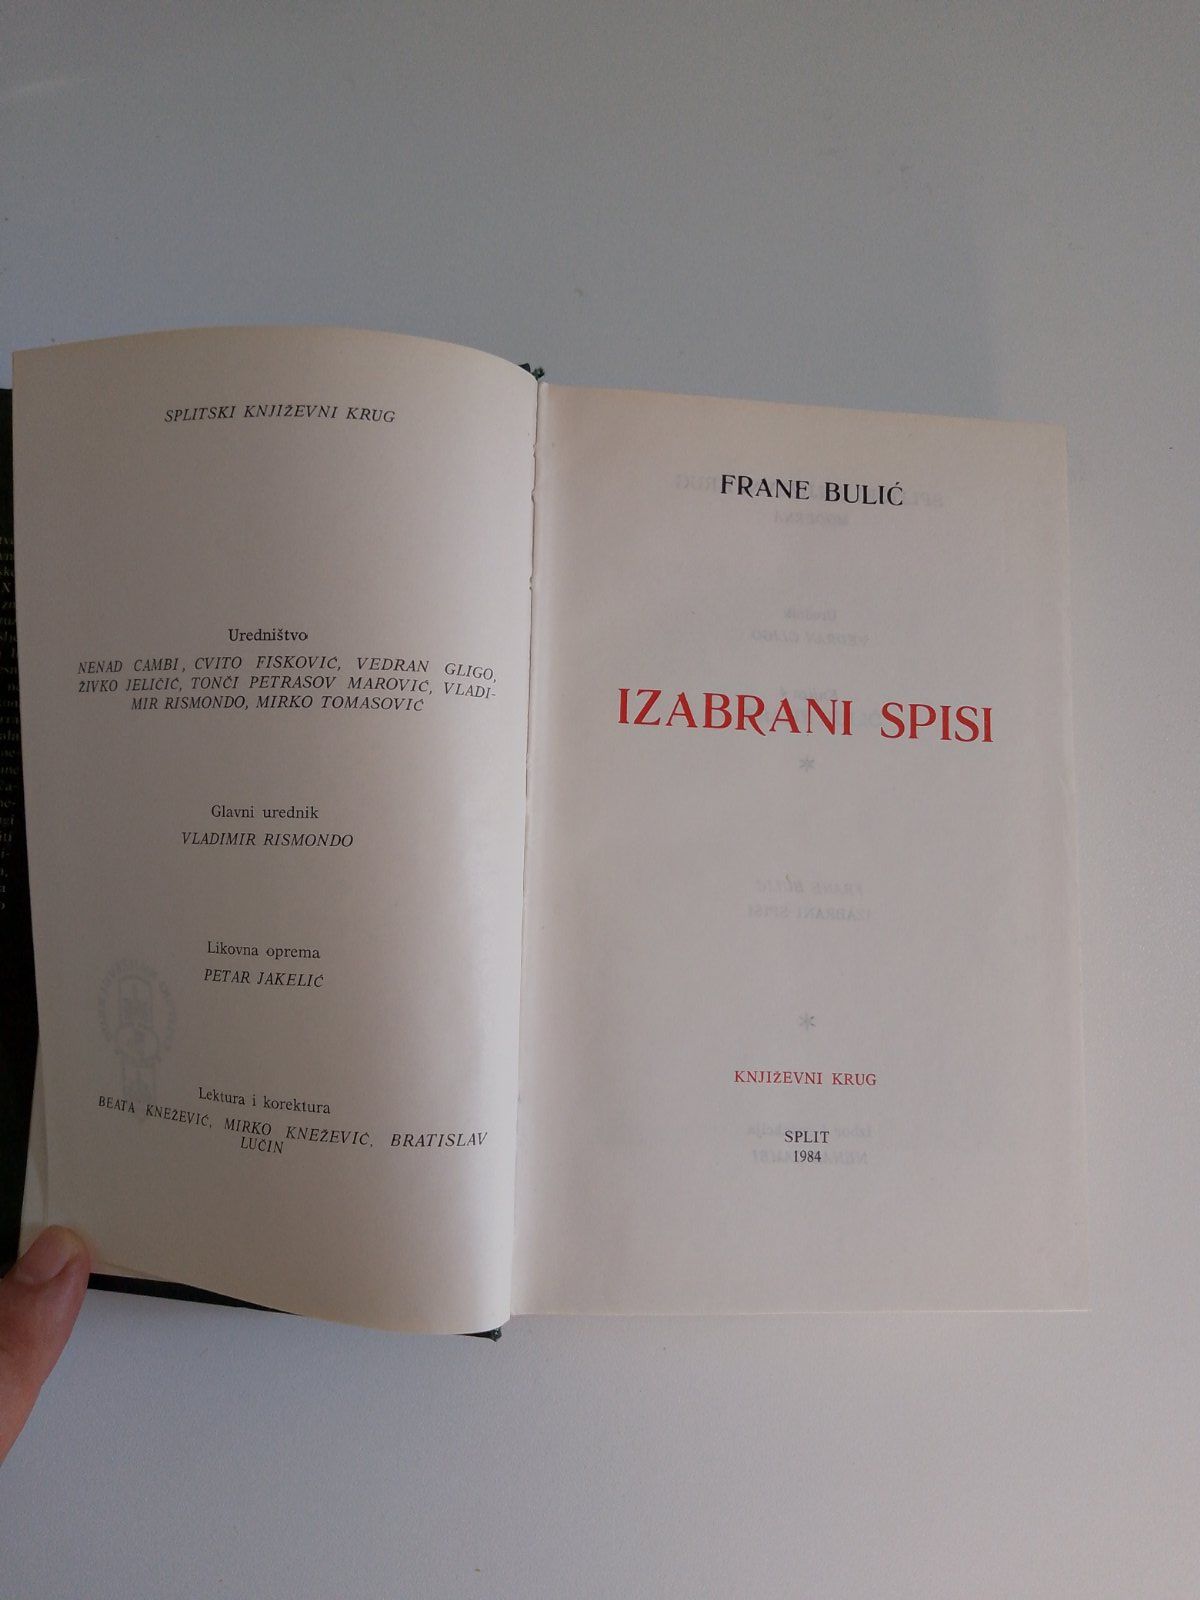 SPLITSKI KNJIŽEVNI KRUG
Uredništvo
NENAD CAMBI, CVITO FISKOVIĆ, VEDRAN GLIGO,
ŽIVKO JELIČIĆ, TONČI PETRASOV MAROVIĆ, VLADI-
MIR RISMONDO, MIRKO TOMASOVIĆ
Glavni urednik
VLADIMIR RISMONDO
Likovna oprema
PETAR JAKELIĆ
Lektura i korektura
BEATA KNEŽEVIĆ, MIRKO KNEŽEVIĆ, BRATISLAV
LUČIN
FRANE BULIĆ
IZABRANI SPISI
KNJIŽEVNI KRUG
SPLIT
1984